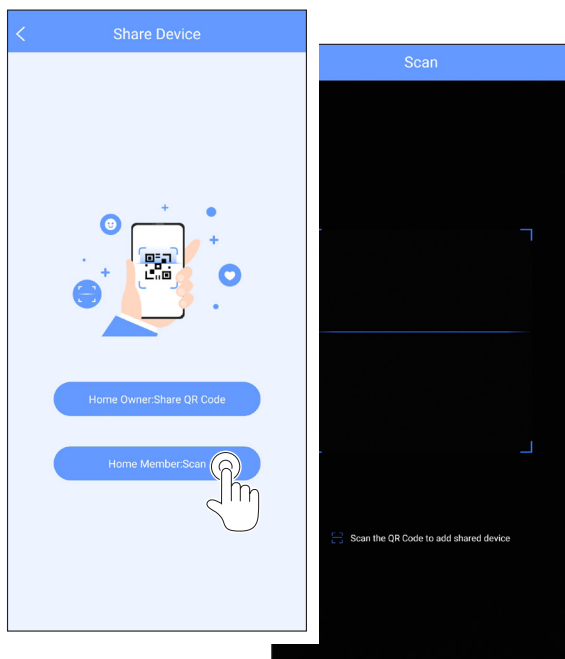 Share Device
Home Owner:Share QR Code
Home Member:Scan
Scan
Scan the QR Code to add shared device